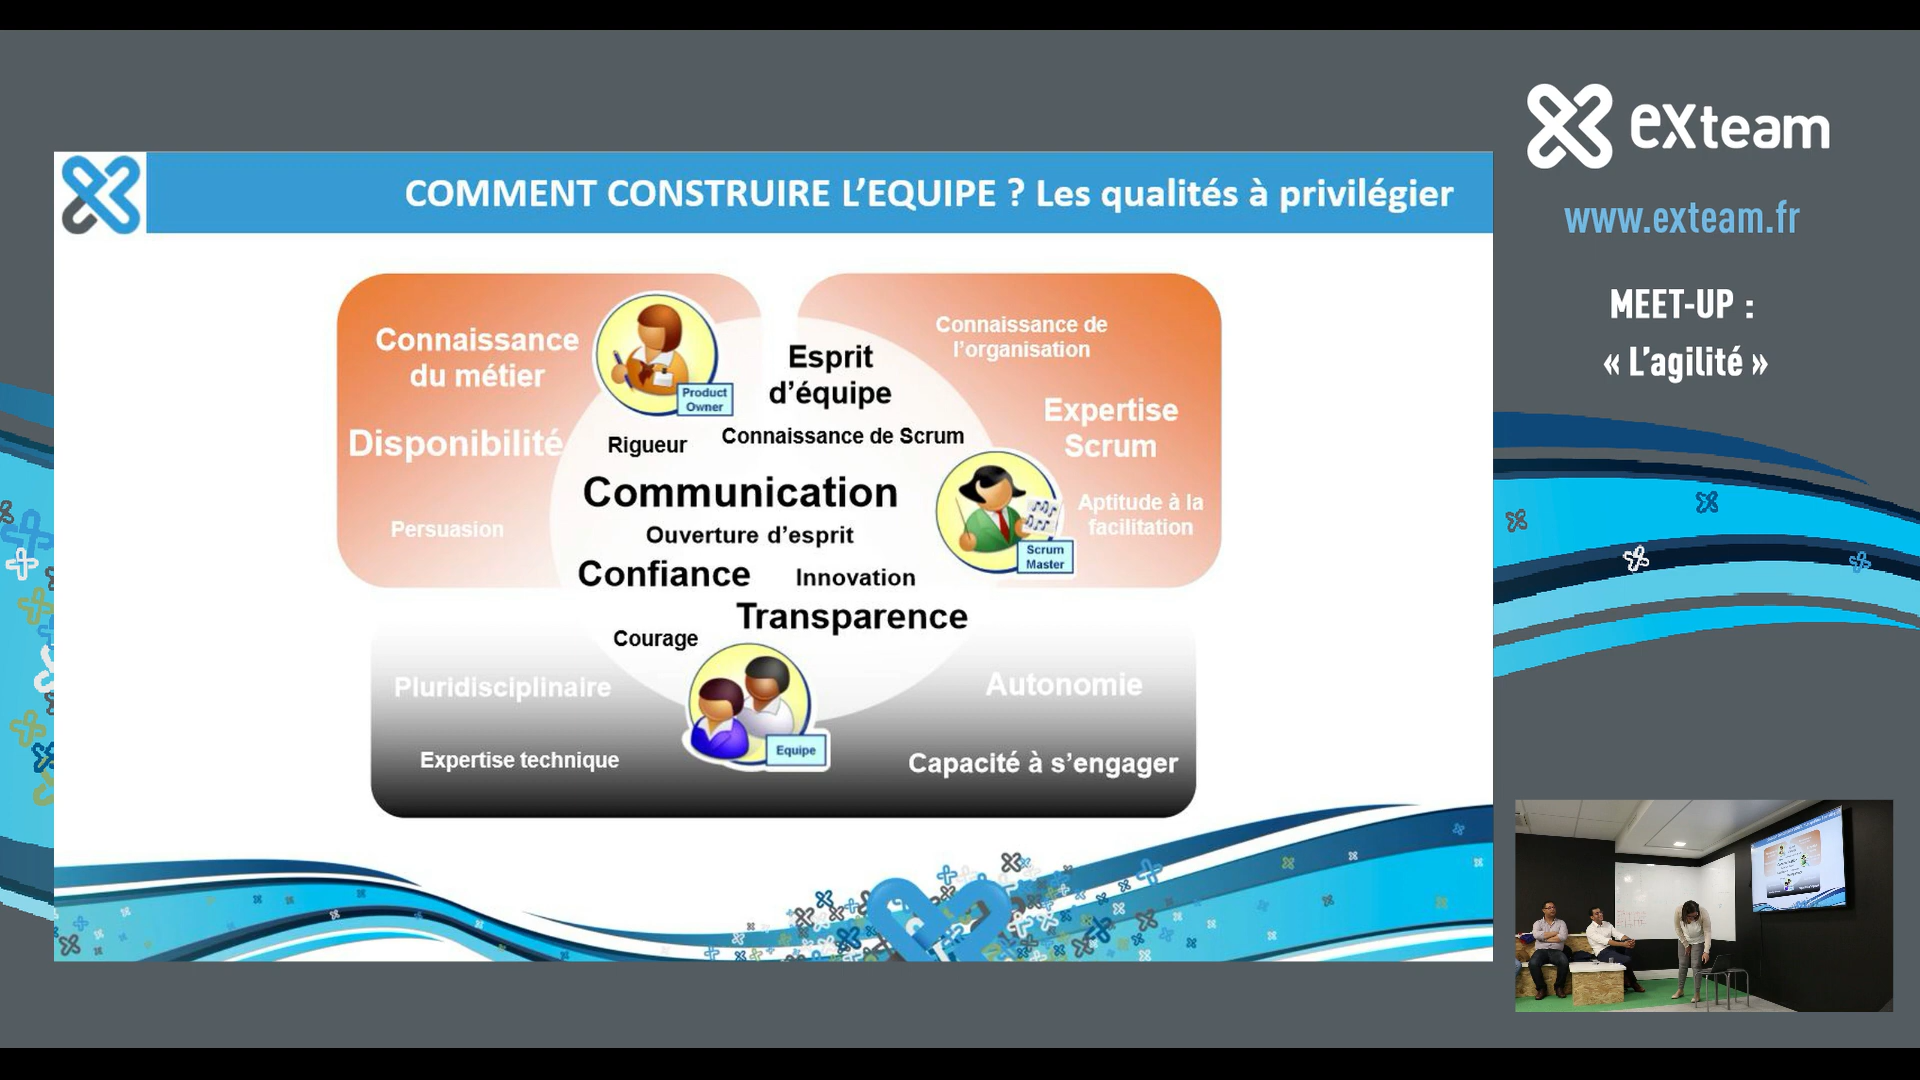 COMMENT CONSTRUIRE L'EQUIPE ? Les qualités à privilégier
Connaissance
du métier
Disponibilité
Persuasion
Product
Owner
Esprit
d'équipe
Rigueur
Connaissance de Scrum
Communication
Ouverture d'esprit
Confiance
Innovation
Transparence
Courage
Connaissance de
l'organisation
Expertise
Scrum
Aptitude à la
facilitation
Scrum
Master
Pluridisciplinaire
Expertise technique
Equipe
Autonomie
Capacité à s'engager
eXteam
www.exteam.fr
MEET-UP :
« L'agilité »